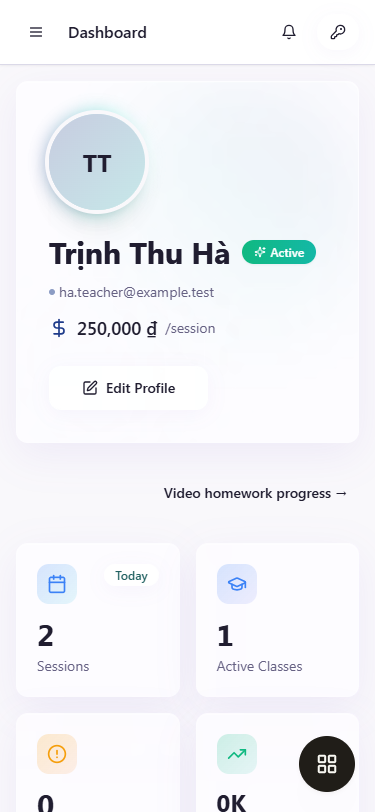 Dashboard
TT
Trịnh Thu Hà
Active
ha.teacher@example.test
250,000 ₫ /session
Edit Profile
Video homework progress →
Today
2
Sessions
1
Active Classes
0
0K